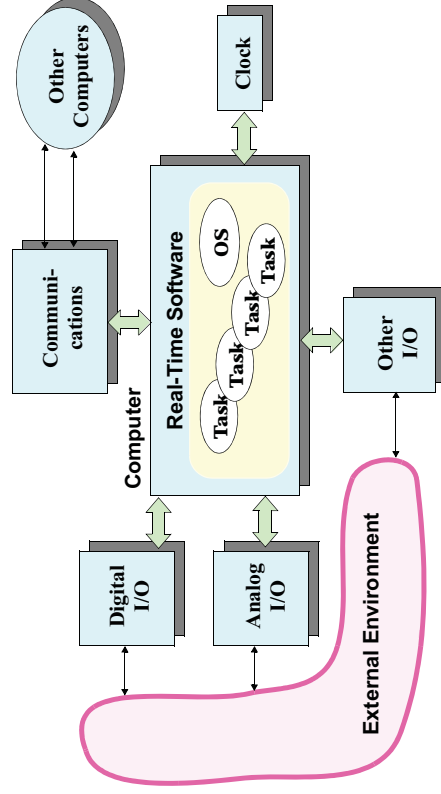 Other
Computers
Communi-
cations
Clock
Computer
Real-Time Software
OS
Task
Task
Task
Task
Digital
I/O
Analog
I/O
Other
I/O
External Environment